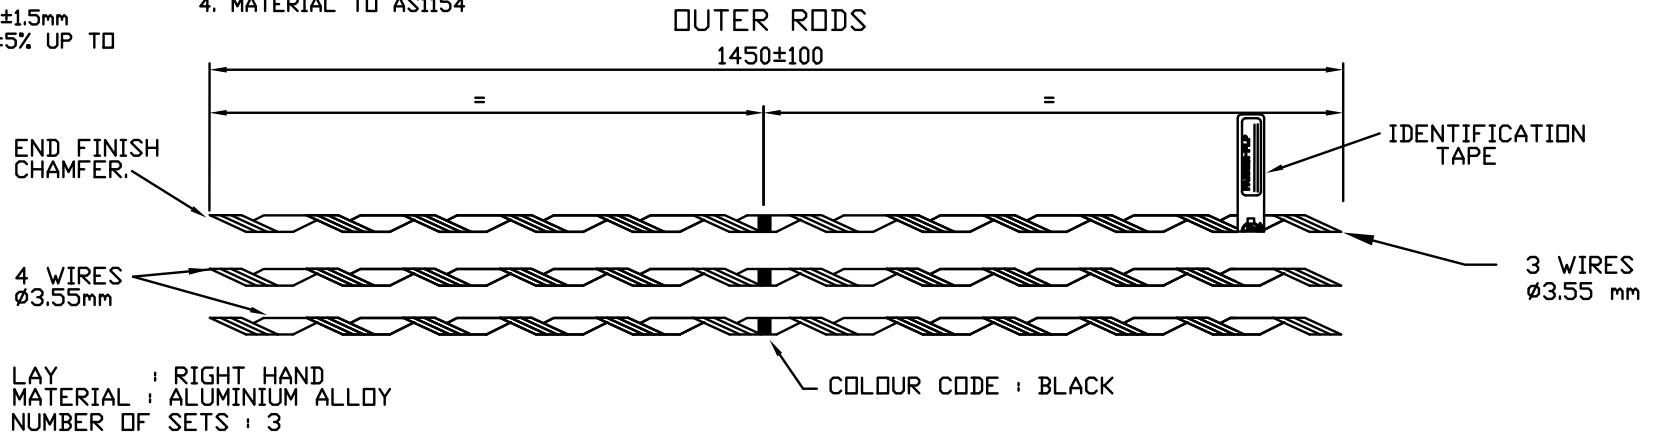 ±1.5mm
±5% UP TO
4. MATERIAL TO AS1154
OUTER RODS
1450±100
= =
END FINISH
CHAMFER.
IDENTIFICATION
TAPE
4 WIRES
Ø3.55mm
3 WIRES
Ø3.55 mm
COLOUR CODE : BLACK
LAY : RIGHT HAND
MATERIAL : ALUMINIUM ALLOY
NUMBER OF SETS : 3